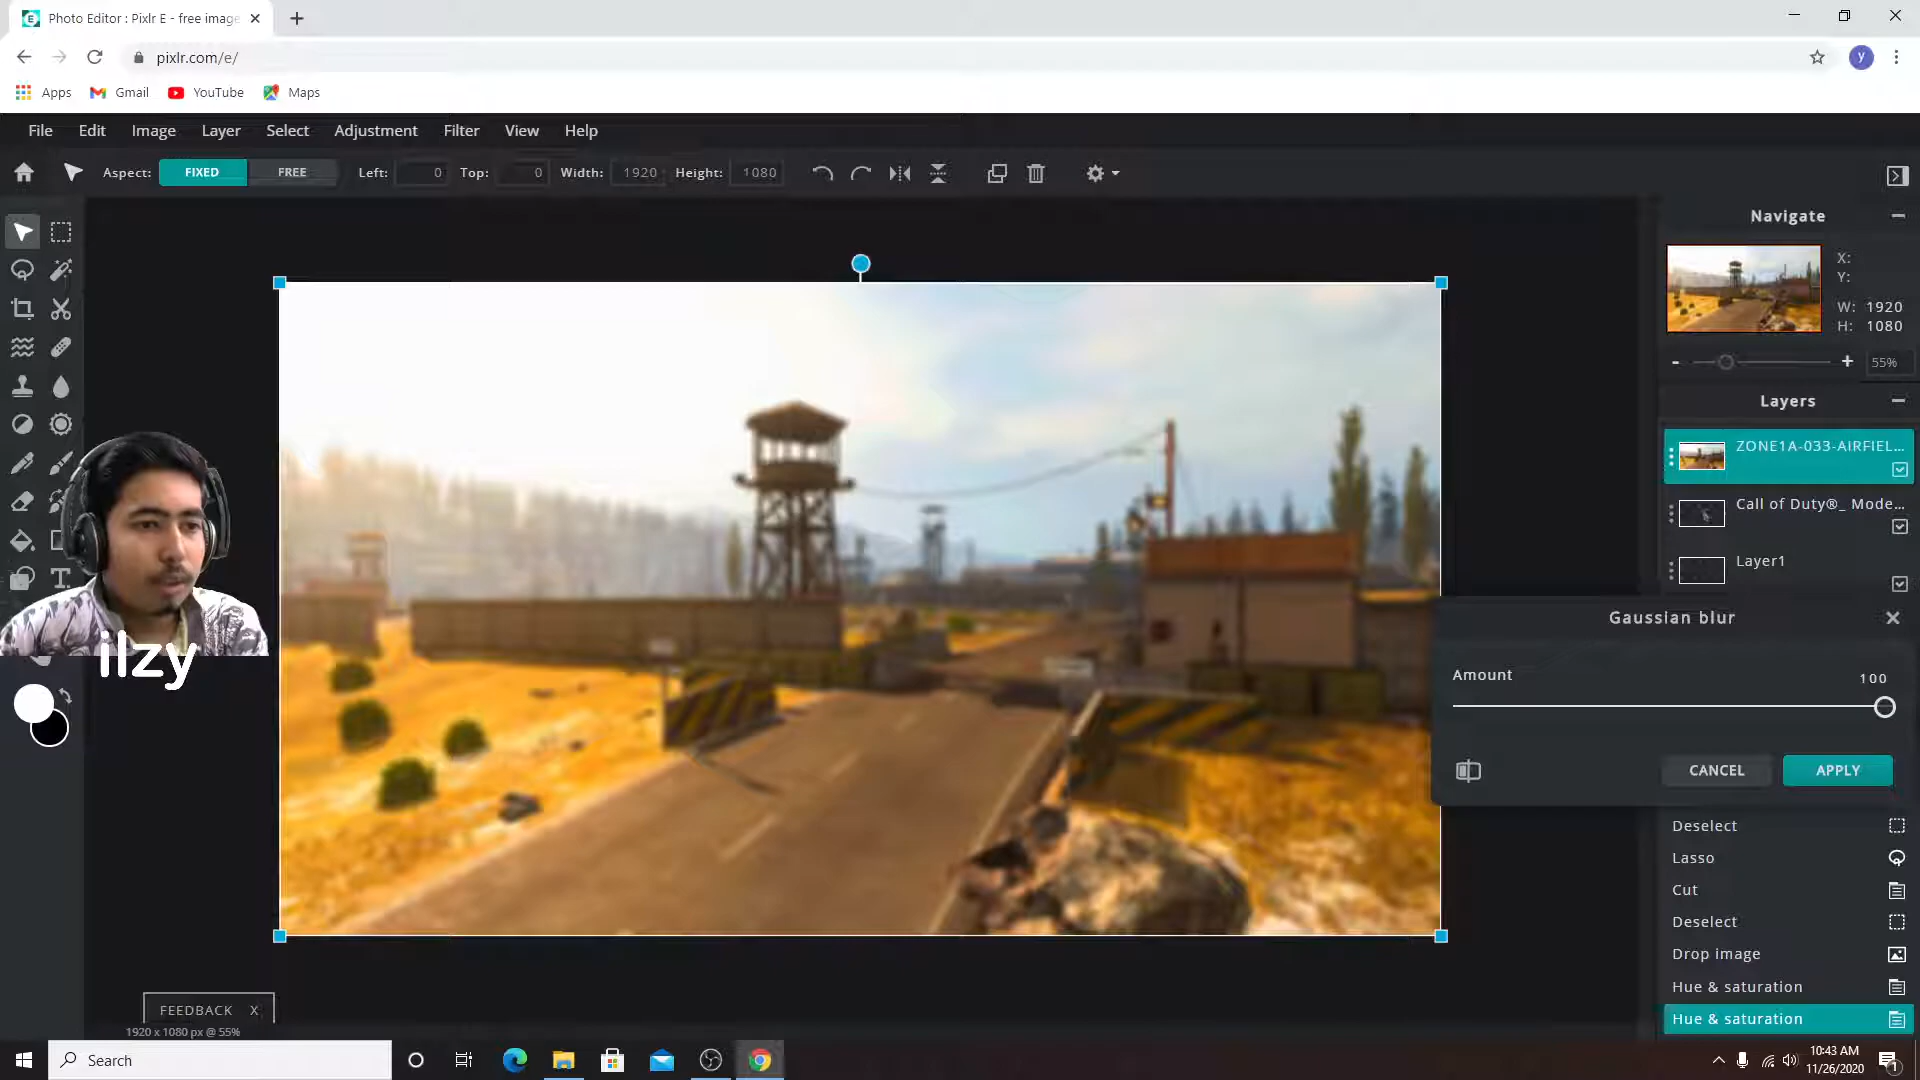 Photo Editor : Pixlr E - free image
pixlr.com/e/
y
Apps
Gmail
YouTube
Maps
File
Edit
Image
Layer
Select
Adjustment
Filter
View
Help
Aspect:
FIXED
FREE
Left: 0
Top: 0
Width: 1920
Height: 1080
Navigate
X:
Y:
W: 1920
H: 1080
- + 55%
Layers
ZONE1A-033-AIRFIEL...
Call of Duty®_ Mode...
Layer1
Gaussian blur
Amount
100
CANCEL
APPLY
ilzy
Deselect
Lasso
Cut
Deselect
Drop image
Hue & saturation
Hue & saturation
FEEDBACK X
1920 x 1080 px @ 55%
Search
10:43 AM
11/26/2020
1